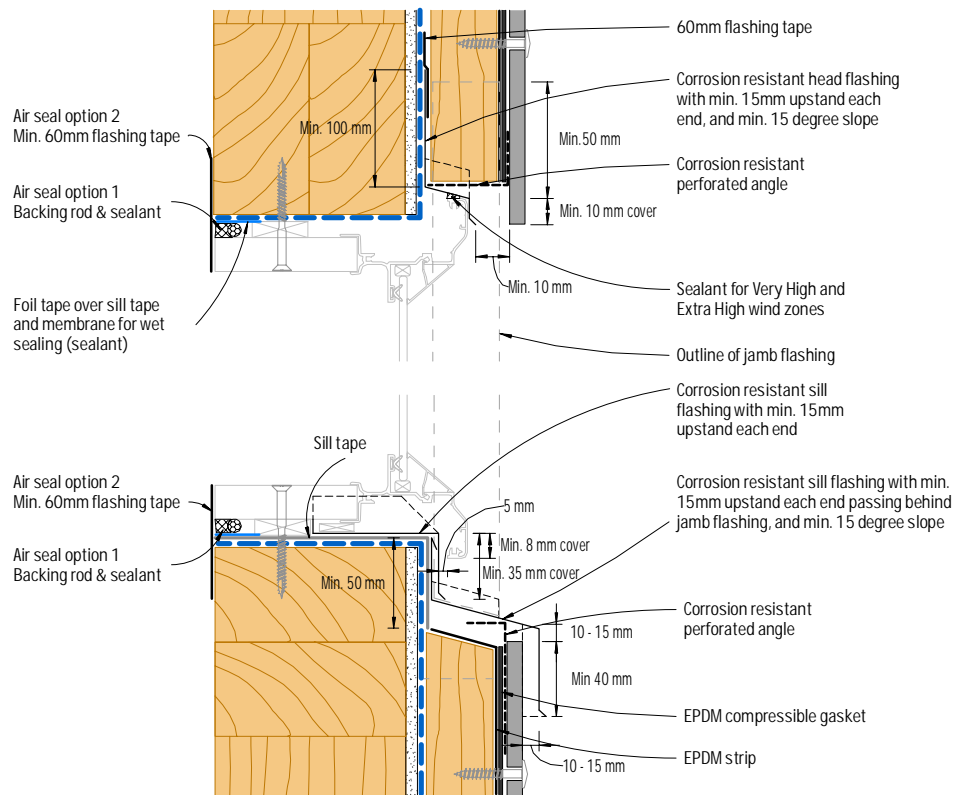 60mm flashing tape
Corrosion resistant head flashing
with min. 15mm upstand each
end, and min. 15 degree slope
Air seal option 2
Min. 60mm flashing tape
Min. 100 mm
Min.50 mm
Corrosion resistant
perforated angle
Air seal option 1
Backing rod & sealant
Min. 10 mm cover
Min. 10 mm
Sealant for Very High and
Extra High wind zones
Foil tape over sill tape
and membrane for wet
sealing (sealant)
Outline of jamb flashing
Corrosion resistant sill
flashing with min. 15mm
upstand each end
Sill tape
Air seal option 2
Min. 60mm flashing tape
Corrosion resistant sill flashing with min.
15mm upstand each end passing behind
jamb flashing, and min. 15 degree slope
5 mm
Min. 8 mm cover
Air seal option 1
Backing rod & sealant
Min. 50 mm
Min. 35 mm cover
Corrosion resistant
perforated angle
10 - 15 mm
Min 40 mm
EPDM compressible gasket
EPDM strip
10 - 15 mm